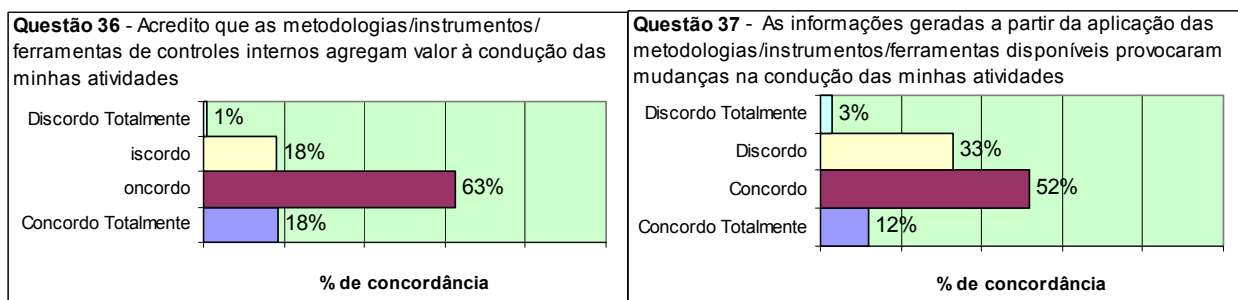 Questão 36 - Acredito que as metodologias/instrumentos/
ferramentas de controles internos agregam valor à condução das
minhas atividades
Discordo Totalmente
1%
iscordo
18%
oncordo
63%
Concordo Totalmente
18%
% de concordância
Questão 37 - As informações geradas a partir da aplicação das
metodologias/instrumentos/ferramentas disponíveis provocaram
mudanças na condução das minhas atividades
Discordo Totalmente
3%
Discordo
33%
Concordo
52%
Concordo Totalmente
12%
% de concordância